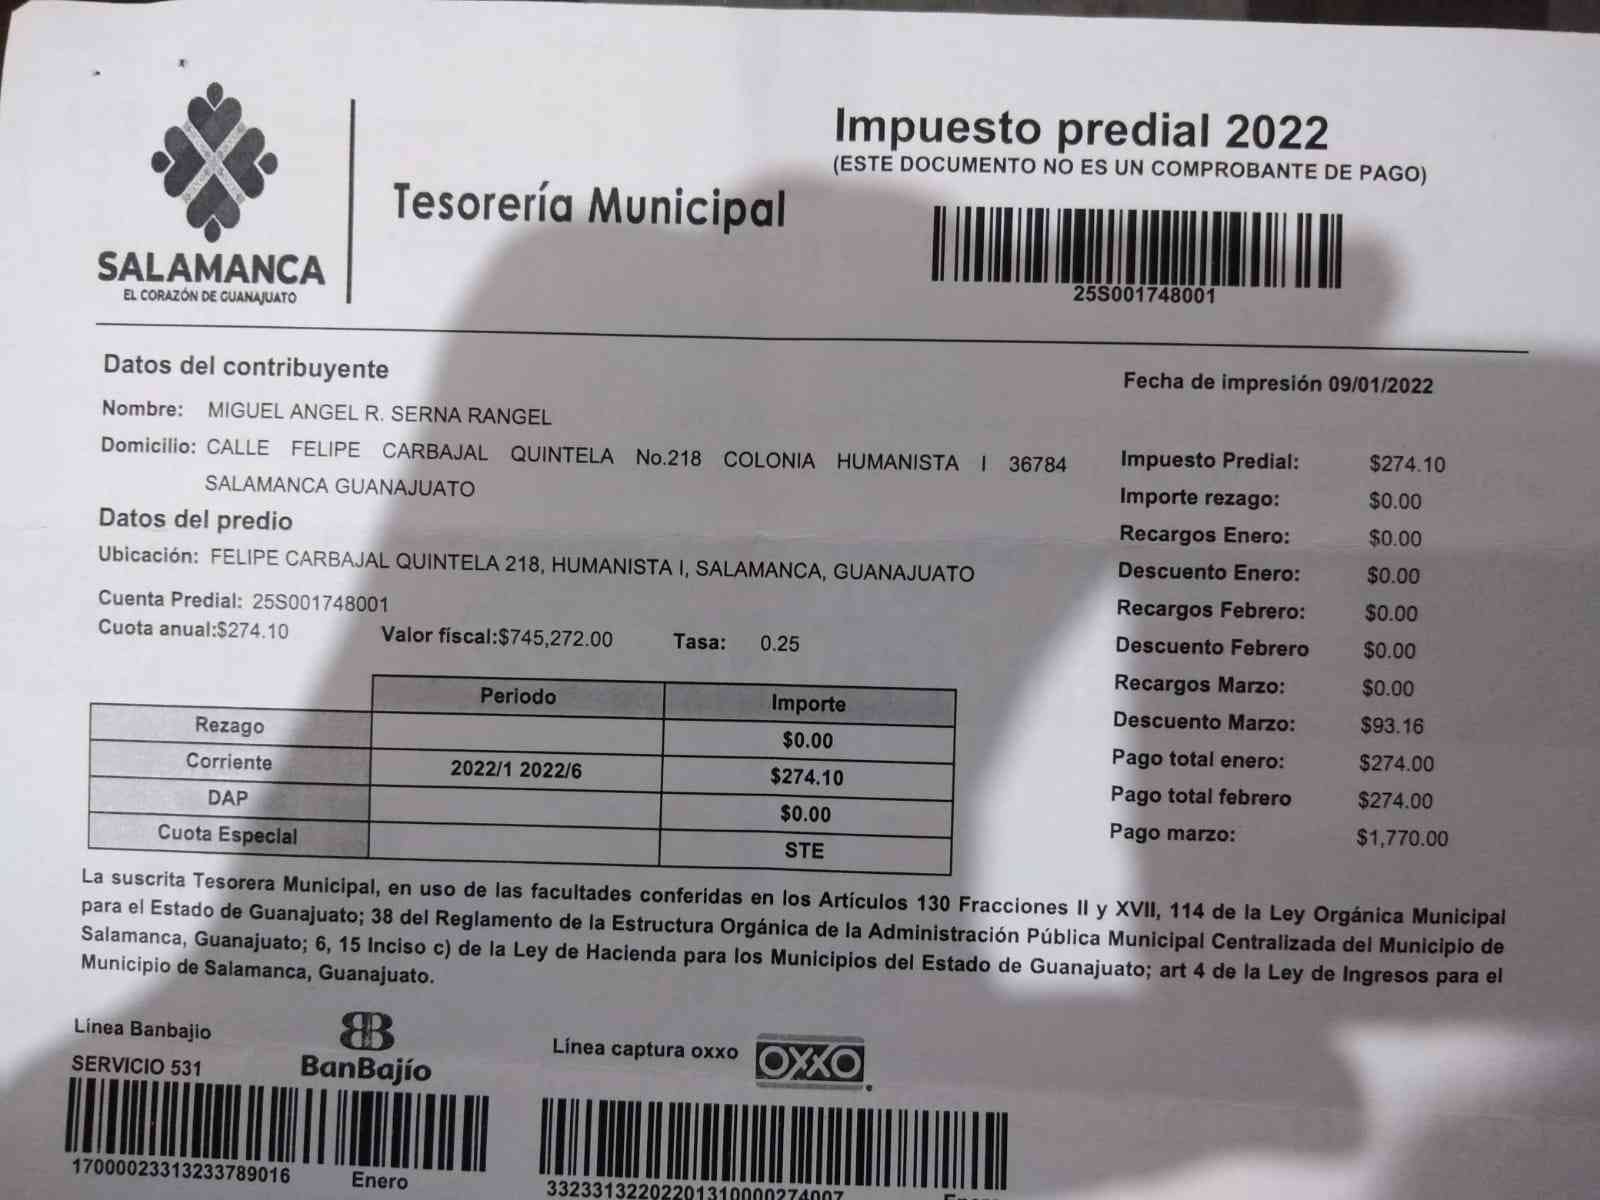 Impuesto predial 2022
(ESTE DOCUMENTO NO ES UN COMPROBANTE DE PAGO)
Tesorería Municipal
SALAMANCA
EL CORAZÓN DE GUANAJUATO
25S001748001
Datos del contribuyente
Fecha de impresión 09/01/2022
Nombre: MIGUEL ANGEL R. SERNA RANGEL
Domicilio: CALLE FELIPE CARBAJAL QUINTELA No.218 COLONIA HUMANISTA I 36784
SALAMANCA GUANAJUATO
Datos del predio
Ubicación: FELIPE CARBAJAL QUINTELA 218, HUMANISTA I, SALAMANCA, GUANAJUATO
Cuenta Predial: 25S001748001
Cuota anual:$274.10 Valor físcal:$745,272.00 Tasa: 0.25
Impuesto Predial: $274.10
Importe rezago: $0.00
Recargos Enero: $0.00
Descuento Enero: $0.00
Recargos Febrero: $0.00
Descuento Febrero $0.00
Recargos Marzo: $0.00
Descuento Marzo: $93.16
Pago total enero: $274.00
Pago total febrero $274.00
Pago marzo: $1,770.00
Periodo Importe
Rezago $0.00
Corriente 2022/1 2022/6 $274.10
DAP $0.00
Cuota Especial STE
La suscrita Tesorera Municipal, en uso de las facultades conferidas en los Artículos 130 Fracciones II y XVII, 114 de la Ley Orgánica Municipal
para el Estado de Guanajuato; 38 del Reglamento de la Estructura Orgánica de la Administración Pública Municipal Centralizada del Municipio de
Salamanca, Guanajuato; 6, 15 Inciso c) de la Ley de Hacienda para los Municipios del Estado de Guanajuato; art 4 de la Ley de Ingresos para el
Municipio de Salamanca, Guanajuato.
Línea Banbajio
SERVICIO 531
BanBajío
Línea captura oxxo
OXXO
17000023313233789016 Enero
33233132202201310000274007